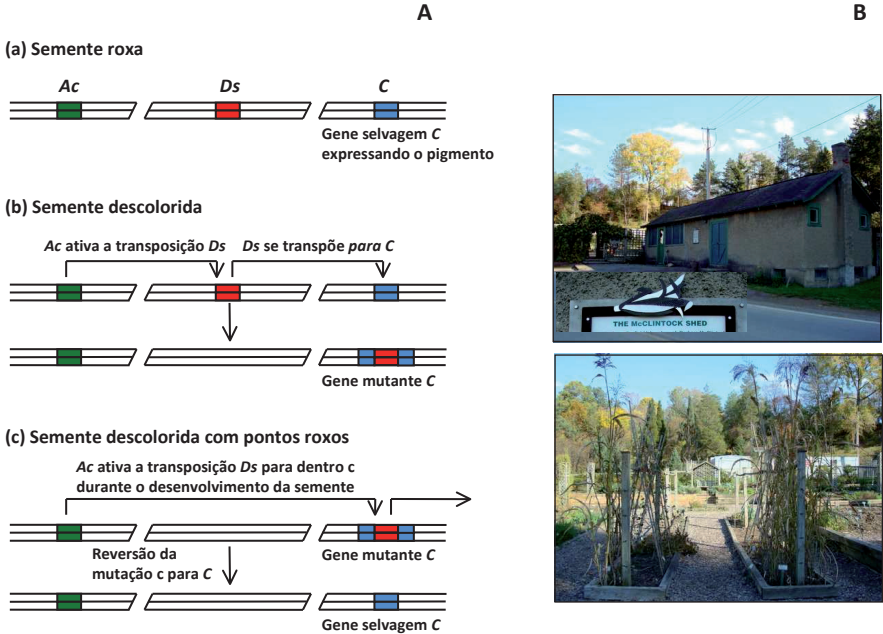 A
B
(a) Semente roxa
Ac
Ds
C
Gene selvagem C
expressando o pigmento
(b) Semente descolorida
Ac ativa a transposição Ds
Ds se transpõe para C
Gene mutante C
(c) Semente descolorida com pontos roxos
Ac ativa a transposição Ds para dentro c
durante o desenvolvimento da semente
Gene mutante C
Reversão da
mutação c para C
Gene selvagem C
THE McCLINTOCK SHED